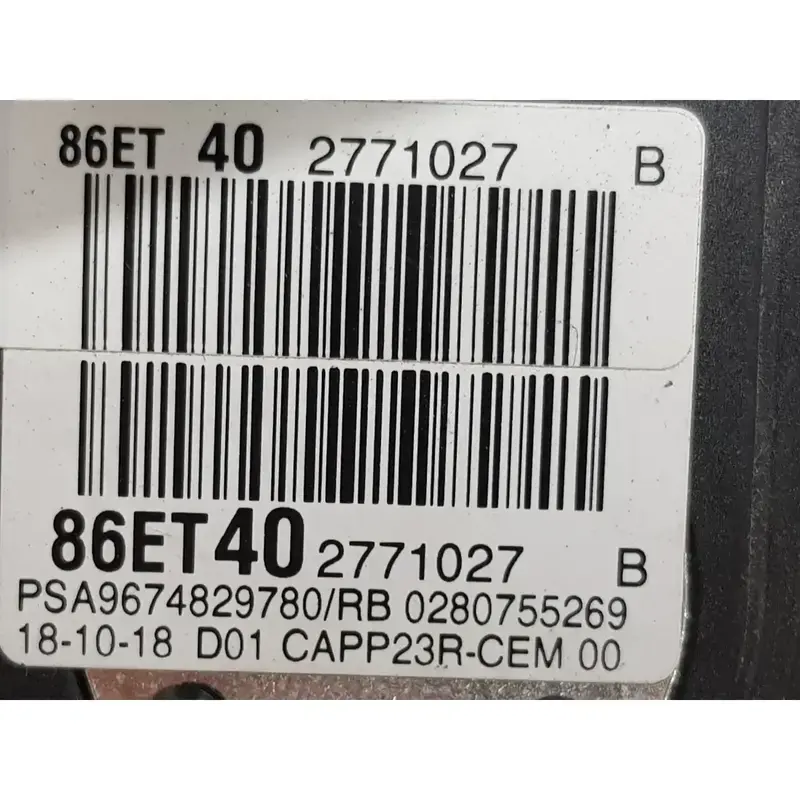 86ET 40 2771027 B
86ET40 2771027 B
PSA9674829780/RB 0280755269
18-10-18 D01 CAPP23R-CEM 00